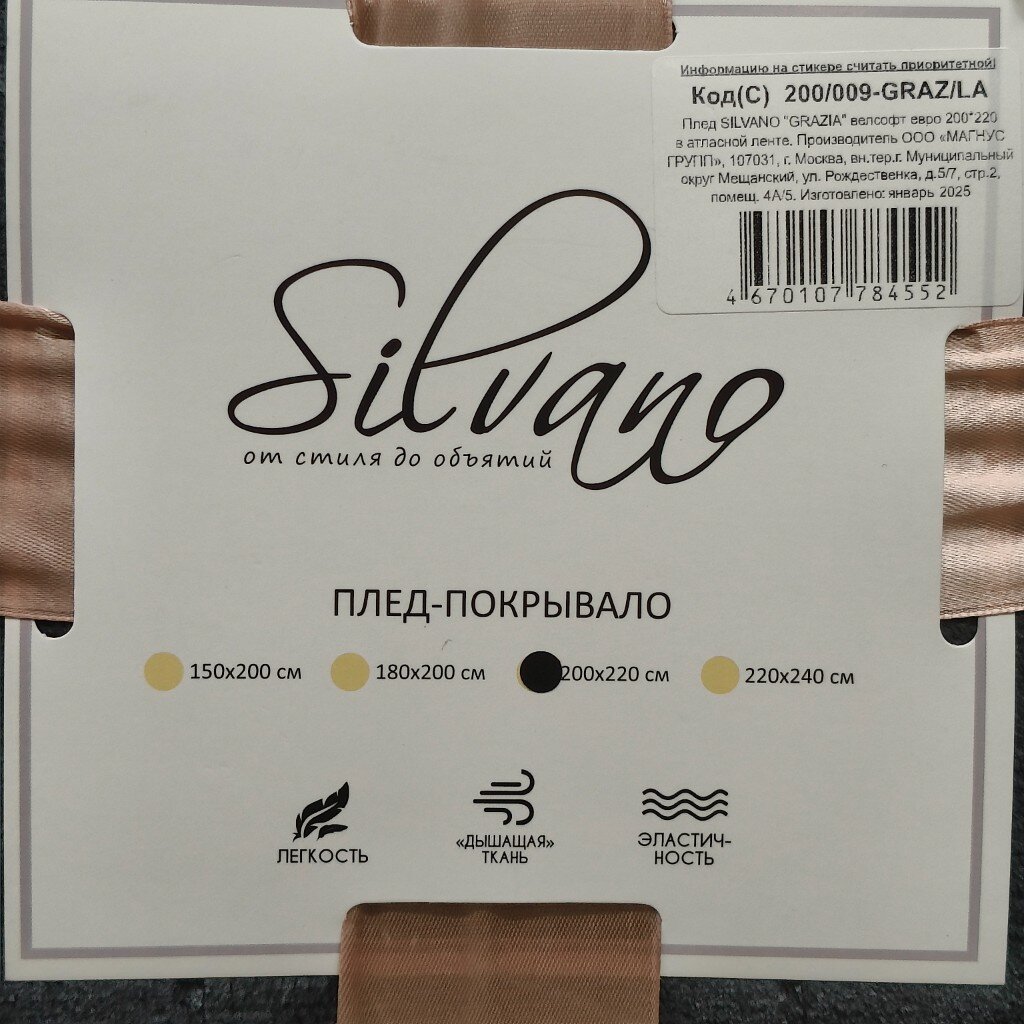 Информацию на стикере считать приоритетной!
Код(С) 200/009-GRAZ/LA
Плед SILVANO "GRAZIA" велсофт евро 200*220
в атласной ленте. Производитель ООО «МАГНУС
ГРУПП», 107031, г. Москва, вн.тер.г. Муниципальный
округ Мещанский, ул. Рождественка, д.5/7, стр.2,
помещ. 4А/5. Изготовлено: январь 2025
4 670107 784552
Silvano
от стиля до объятий
ПЛЕД-ПОКРЫВАЛО
150х200 см 180х200 см 200х220 см 220х240 см
ЛЕГКОСТЬ
«ДЫШАЩАЯ»
ТКАНЬ
ЭЛАСТИЧ-
НОСТЬ